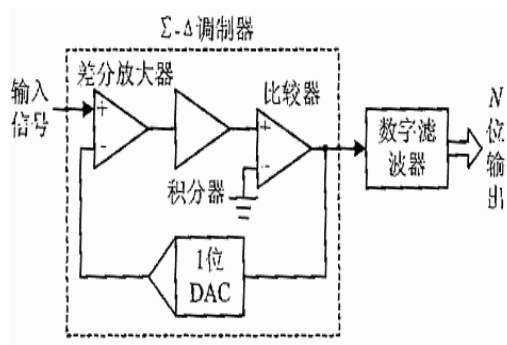 Σ-Δ调制器
差分放大器
输入
信号
+
-
积分器
比较器
+
-
1位
DAC
数字滤
波器
N
位
输
出